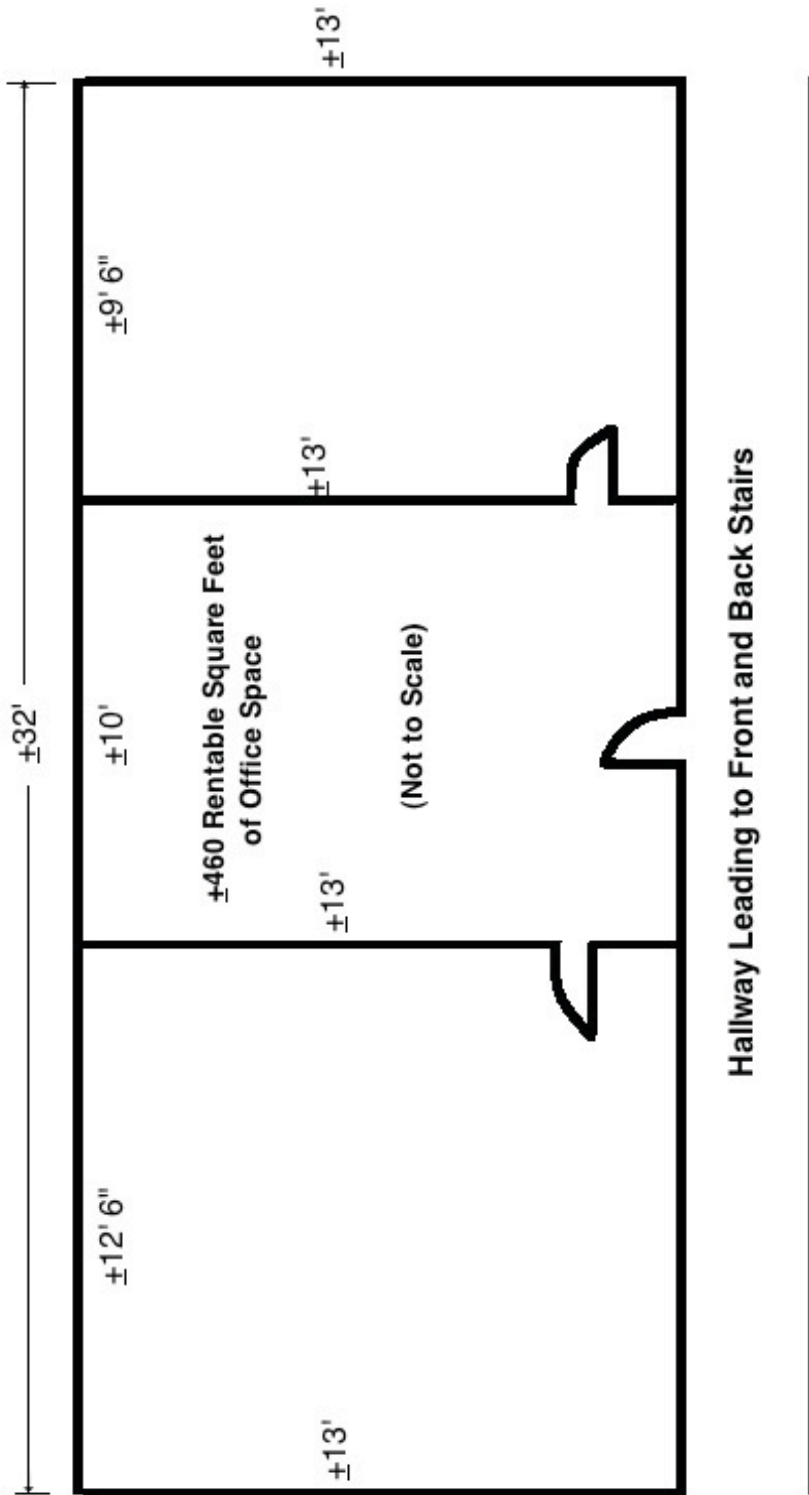 ±32'
±12' 6"
±10'
±9' 6"
±13'
±13'
±13'
±13'
±460 Rentable Square Feet
of Office Space
(Not to Scale)
Hallway Leading to Front and Back Stairs